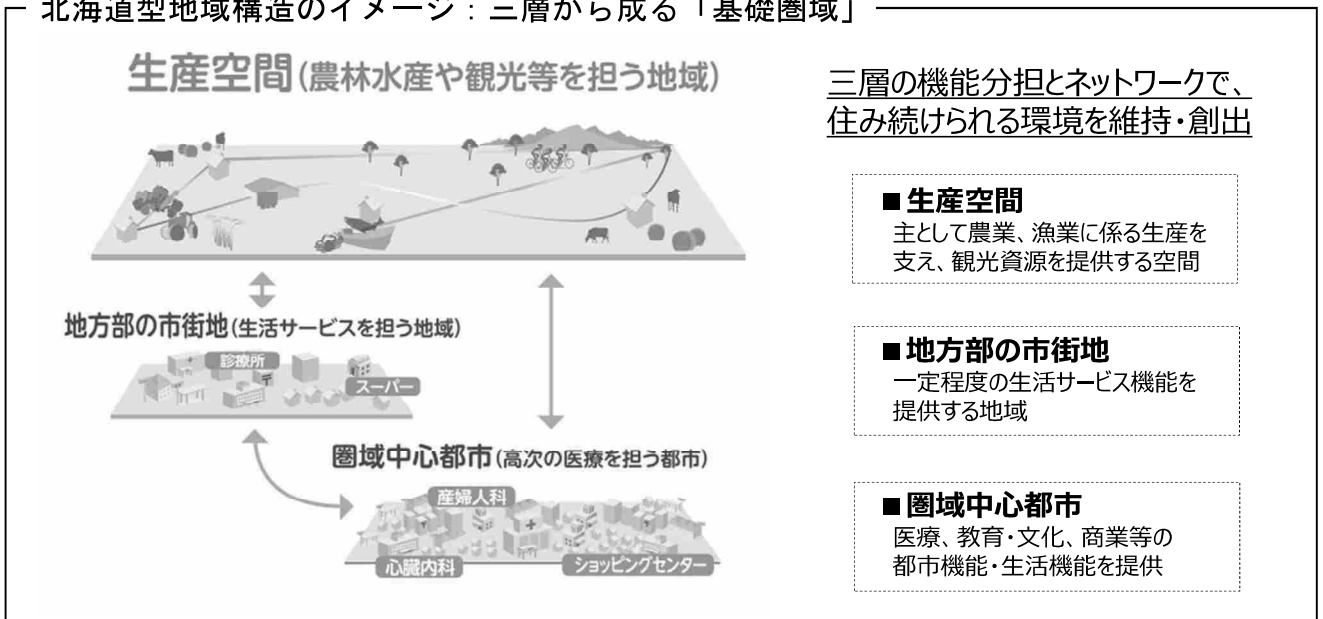 北海道型地域構造のイメージ：三層から成る「基礎圏域」
生産空間(農林水産や観光等を担う地域)
地方部の市街地(生活サービスを担う地域)
診療所
スーパー
圏域中心都市(高次の医療を担う都市)
産婦人科
心臓内科
ショッピングセンター
三層の機能分担とネットワークで、
住み続けられる環境を維持・創出
■生産空間
主として農業、漁業に係る生産を
支え、観光資源を提供する空間
■地方部の市街地
一定程度の生活サービス機能を
提供する地域
■圏域中心都市
医療、教育・文化、商業等の
都市機能・生活機能を提供